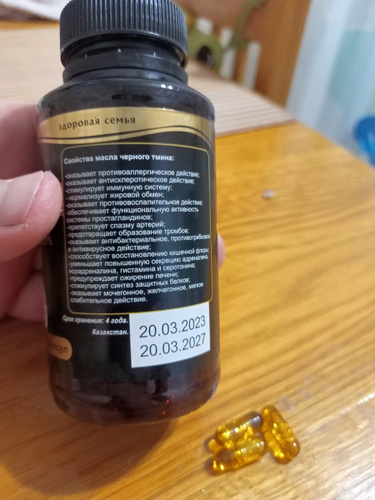 здоровая семья
Свойства масла черного тмина:
-оказывает противоаллергическое действие;
-оказывает антисклеротическое действие;
-стимулирует иммунную систему;
- нормализует жировой обмен;
-оказывает противовоспалительное действие;
-обеспечивает функциональную активность
системы простагландинов;
-препятствует спазму артерий;
-предотвращает образование тромбов;
-оказывает антибактериальное, противогрибковое
и антивирусное действие;
-способствует восстановлению кишечной флоры;
-уменьшает повышенную секрецию адреналина,
норадреналина, гистамина и серотонина;
-предупреждает ожирение печени;
-стимулирует синтез защитных белков;
-оказывает мочегонное, желчегонное, мягкое
слабительное действие.
Срок хранения: 4 года.
Казахстан.
20.03.2023
20.03.2027